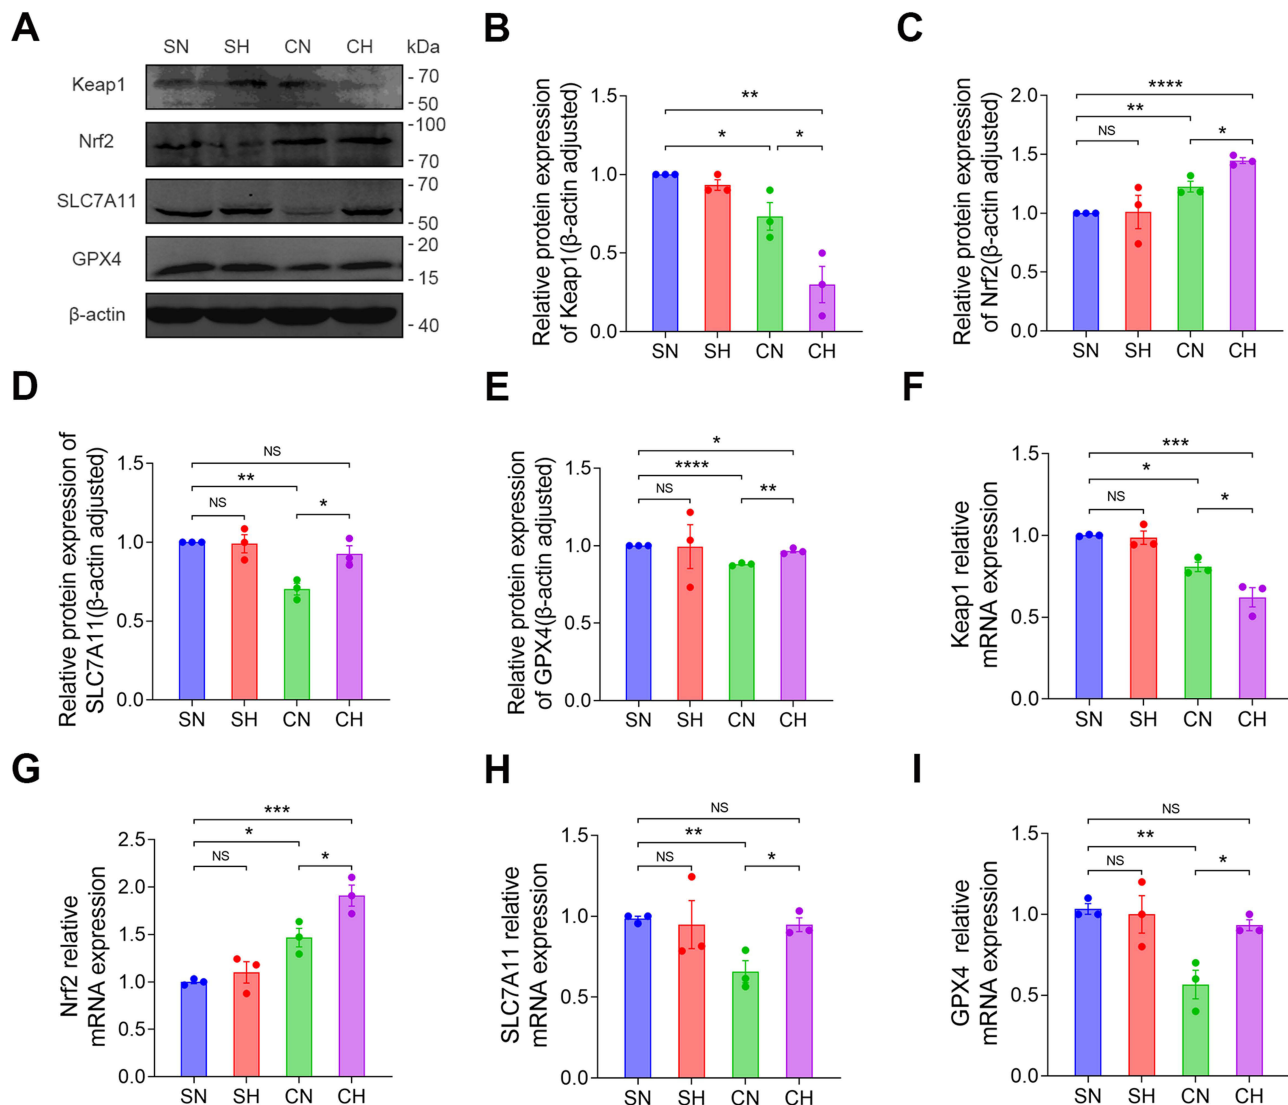 A
SN SH CN CH kDa
Keap1
- 70
- 50
Nrf2
-100
- 70
SLC7A11
- 70
- 50
GPX4
- 20
- 15
β-actin
- 40
B
Relative protein expression
of Keap1(β-actin adjusted)
1.5
1.0
0.5
0.0
**
*
*
SN SH CN CH
C
Relative protein expression
of Nrf2(β-actin adjusted)
2.0
1.5
1.0
0.5
0.0
****
**
NS
*
SN SH CN CH
D
Relative protein expression of
SLC7A11(β-actin adjusted)
1.5
1.0
0.5
0.0
NS
**
NS
*
SN SH CN CH
E
Relative protein expression
of GPX4(β-actin adjusted)
1.5
1.0
0.5
0.0
*
****
NS
**
SN SH CN CH
F
Keap1 relative
mRNA expression
1.5
1.0
0.5
0.0
***
*
NS
*
SN SH CN CH
G
Nrf2 relative
mRNA expression
2.5
2.0
1.5
1.0
0.5
0.0
***
*
NS
*
SN SH CN CH
H
SLC7A11 relative
mRNA expression
1.5
1.0
0.5
0.0
NS
**
NS
*
SN SH CN CH
I
GPX4 relative
mRNA expression
1.5
1.0
0.5
0.0
NS
**
NS
*
SN SH CN CH